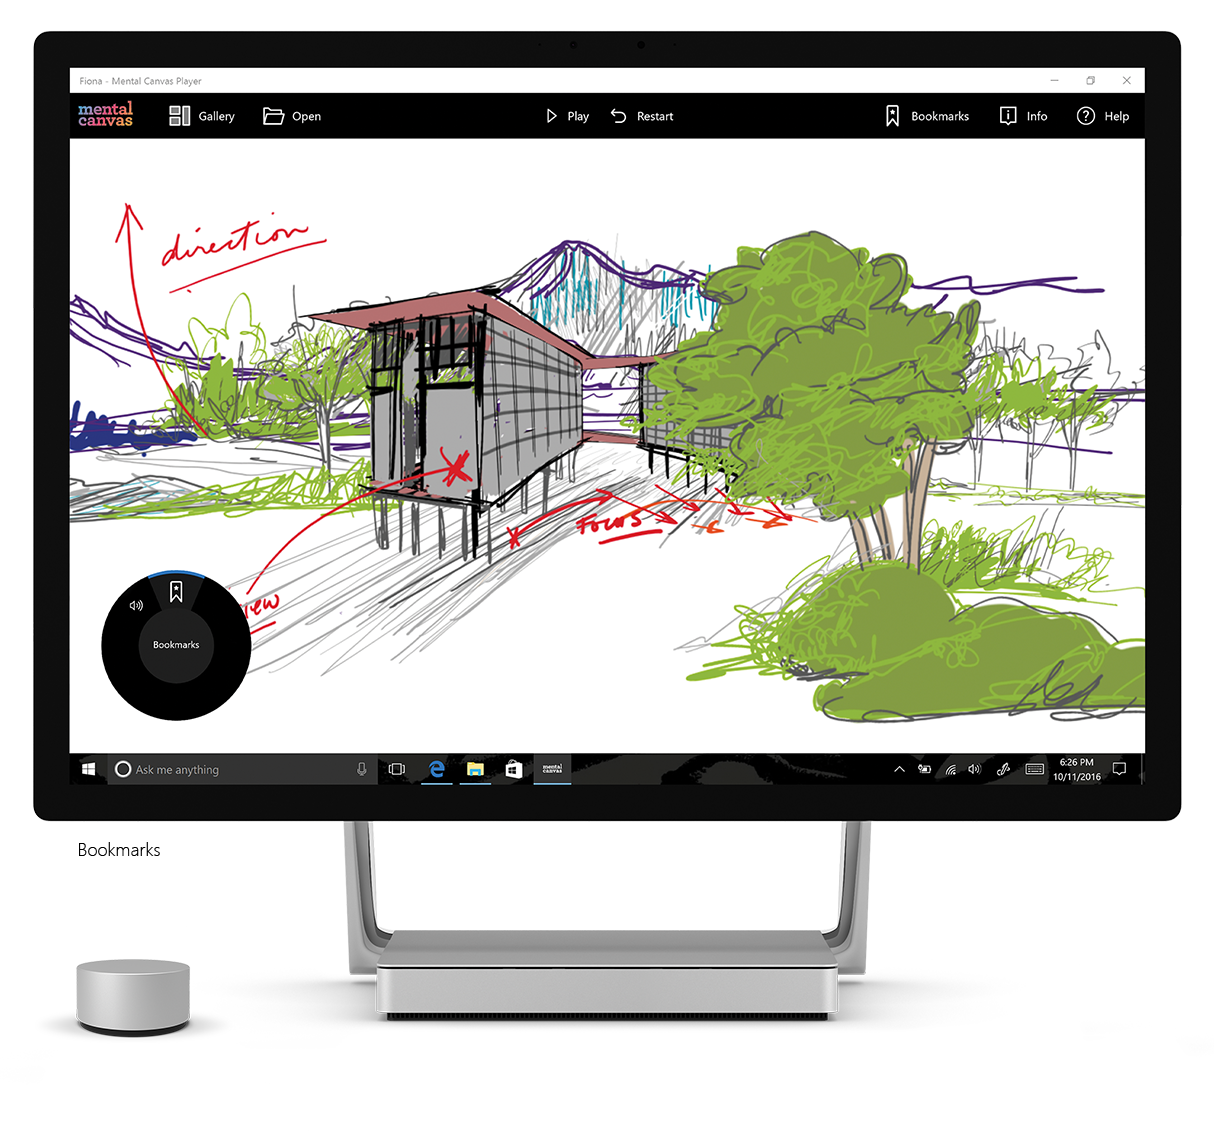 Fiona - Mental Canvas Player
mental
canvas
Gallery
Open
Play
Restart
Bookmarks
Info
Help
direction
Focus
Bookmarks
Ask me anything
mental
canvas
6:26 PM
10/11/2016
Bookmarks